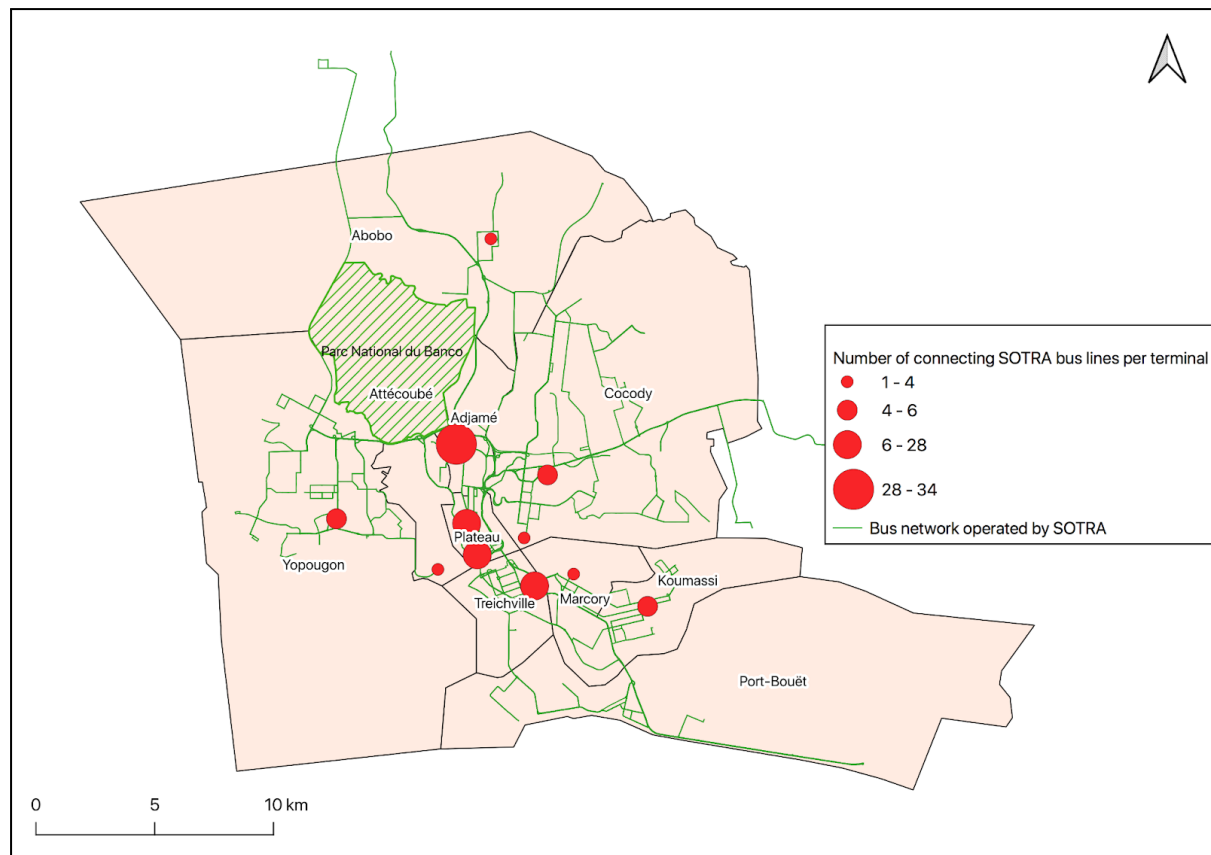 Abobo
Parc National du Banco
Attécoubé
Adjamé
Cocody
Plateau
Yopougon
Treichville
Marcory
Koumassi
Port-Bouët
Number of connecting SOTRA bus lines per terminal
1 - 4
4 - 6
6 - 28
28 - 34
Bus network operated by SOTRA
0 5 10 km